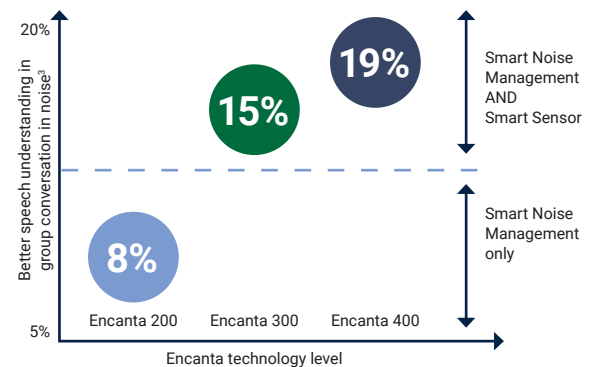 20%
Better speech understanding in
group conversation in noise³
5%
19%
15%
8%
Smart Noise
Management
AND
Smart Sensor
Smart Noise
Management
only
Encanta 200
Encanta 300
Encanta 400
Encanta technology level